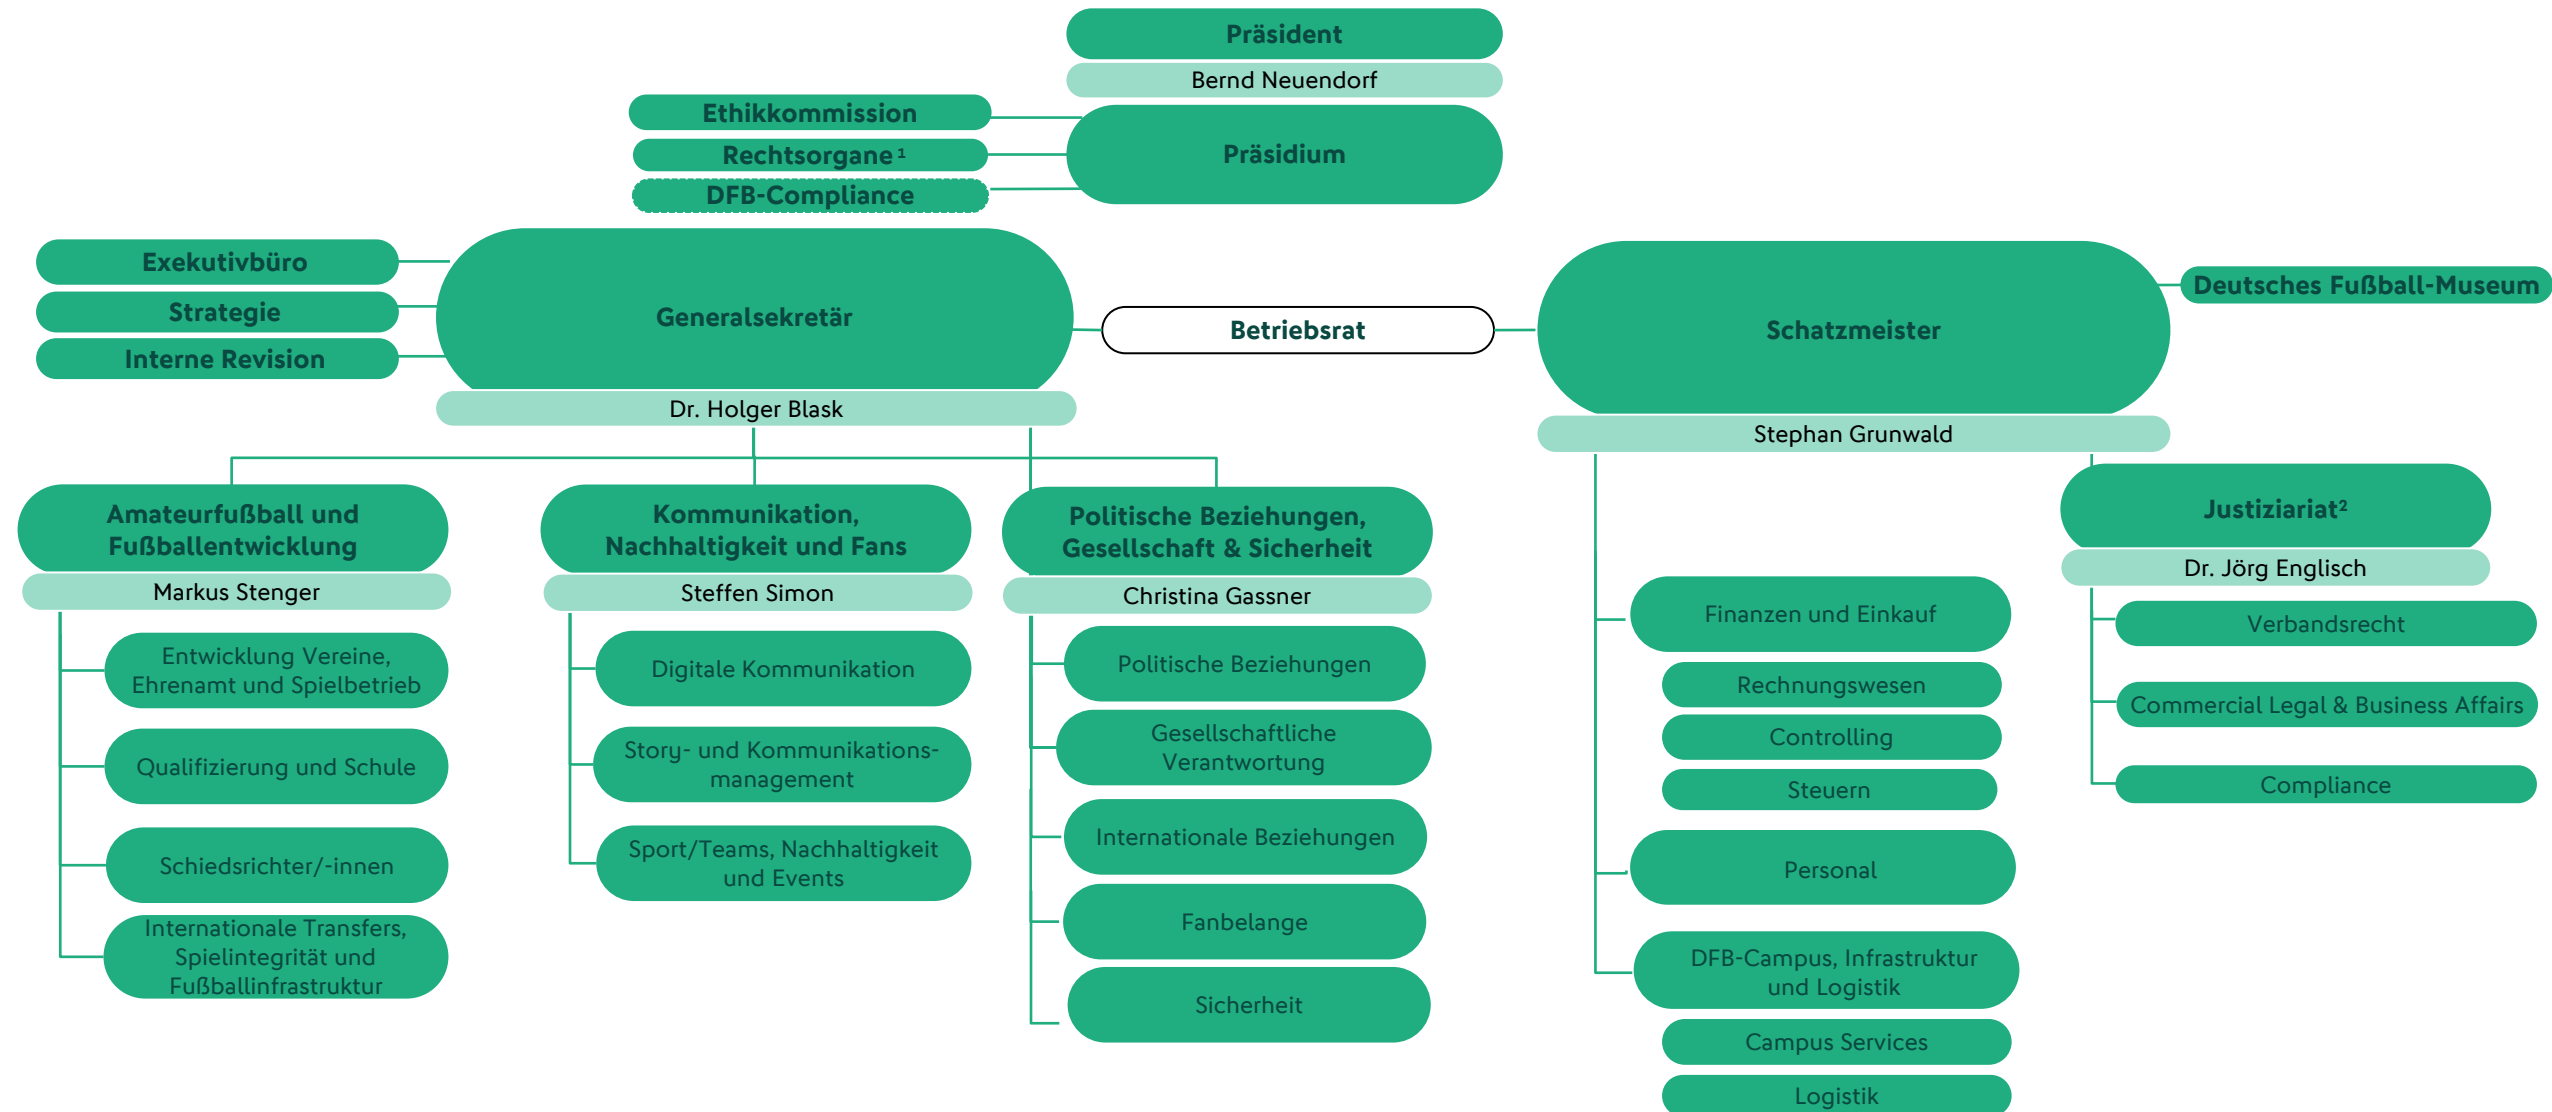 Präsident
Bernd Neuendorf
Ethikkommission
Rechtsorgane ¹
DFB-Compliance
Präsidium
Exekutivbüro
Strategie
Interne Revision
Generalsekretär
Dr. Holger Blask
Betriebsrat
Schatzmeister
Stephan Grunwald
Deutsches Fußball-Museum
Amateurfußball und
Fußballentwicklung
Markus Stenger
Entwicklung Vereine,
Ehrenamt und Spielbetrieb
Qualifizierung und Schule
Schiedsrichter/-innen
Internationale Transfers,
Spielintegrität und
Fußballinfrastruktur
Kommunikation,
Nachhaltigkeit und Fans
Steffen Simon
Digitale Kommunikation
Story- und Kommunikations-
management
Sport/Teams, Nachhaltigkeit
und Events
Politische Beziehungen,
Gesellschaft & Sicherheit
Christina Gassner
Politische Beziehungen
Gesellschaftliche
Verantwortung
Internationale Beziehungen
Fanbelange
Sicherheit
Finanzen und Einkauf
Rechnungswesen
Controlling
Steuern
Personal
DFB-Campus, Infrastruktur
und Logistik
Campus Services
Logistik
Justiziariat²
Dr. Jörg Englisch
Verbandsrecht
Commercial Legal & Business Affairs
Compliance